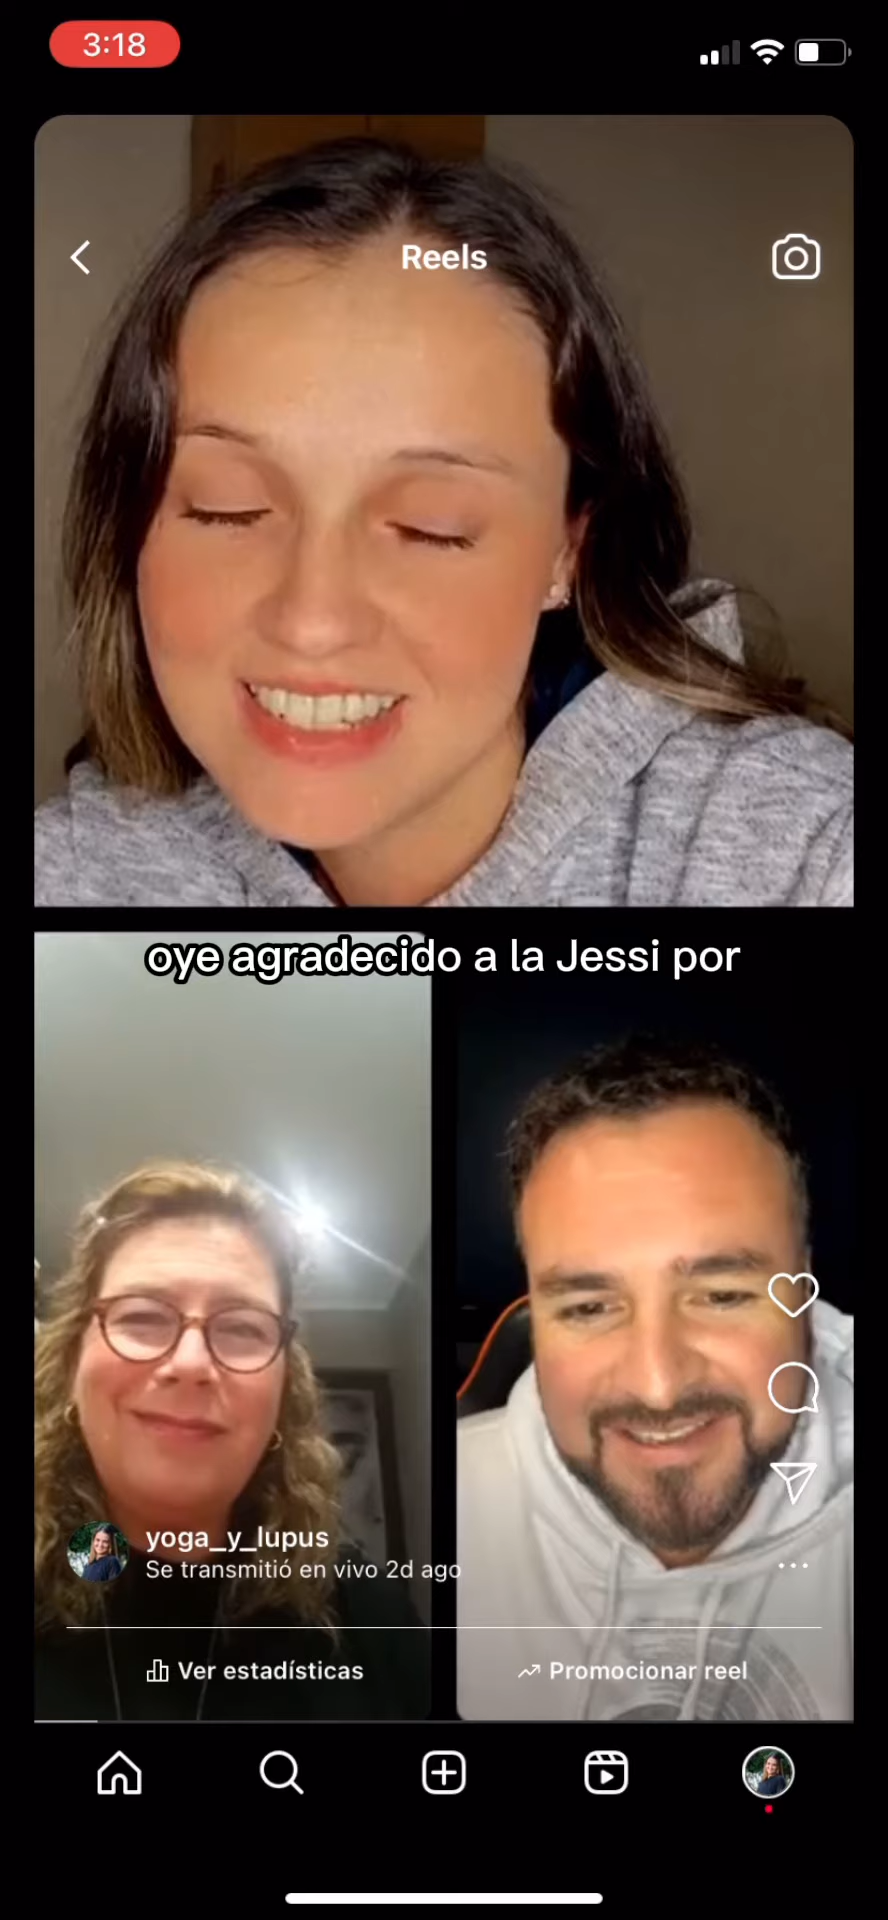 3:18
Reels
oye agradecido a la Jessi por
yoga_y_lupus
Se transmitió en vivo 2d ago
Ver estadísticas
Promocionar reel